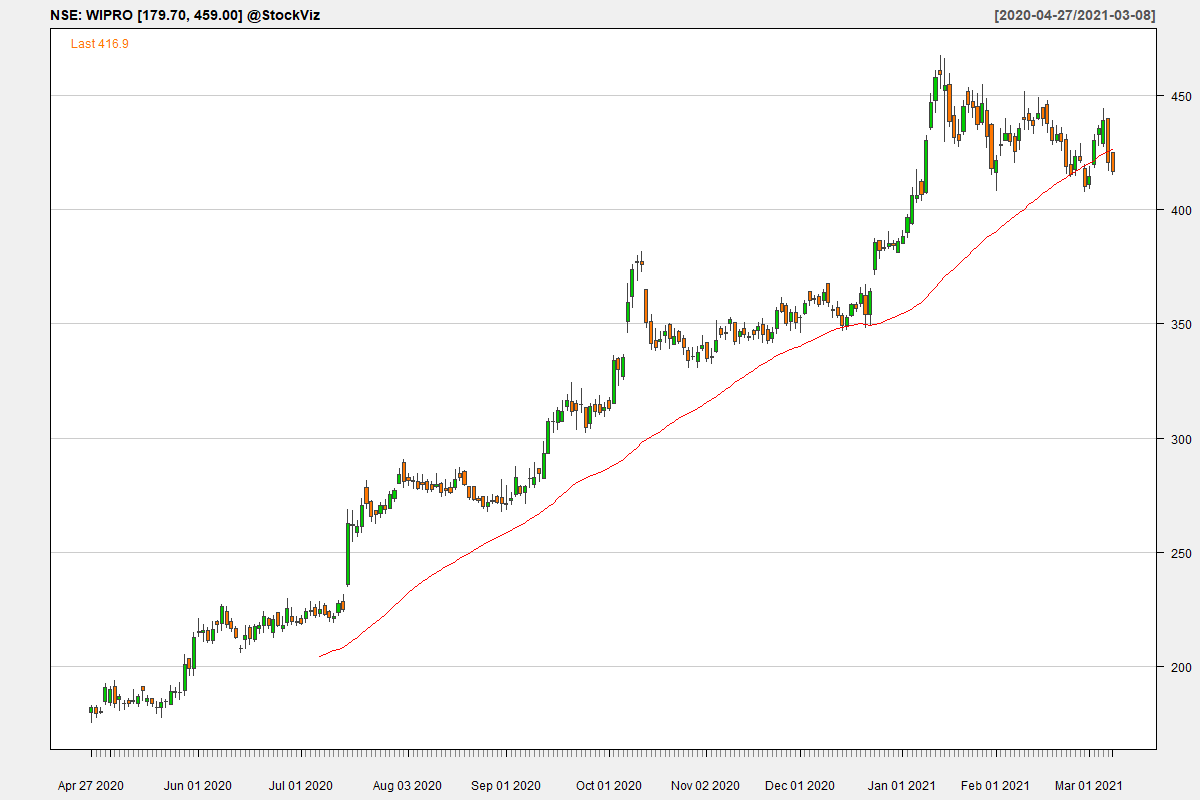 NSE: WIPRO [179.70, 459.00] @StockViz
[2020-04-27/2021-03-08]
Last 416.9
450
400
350
300
250
200
Apr 27 2020 Jun 01 2020 Jul 01 2020 Aug 03 2020 Sep 01 2020 Oct 01 2020 Nov 02 2020 Dec 01 2020 Jan 01 2021 Feb 01 2021 Mar 01 2021